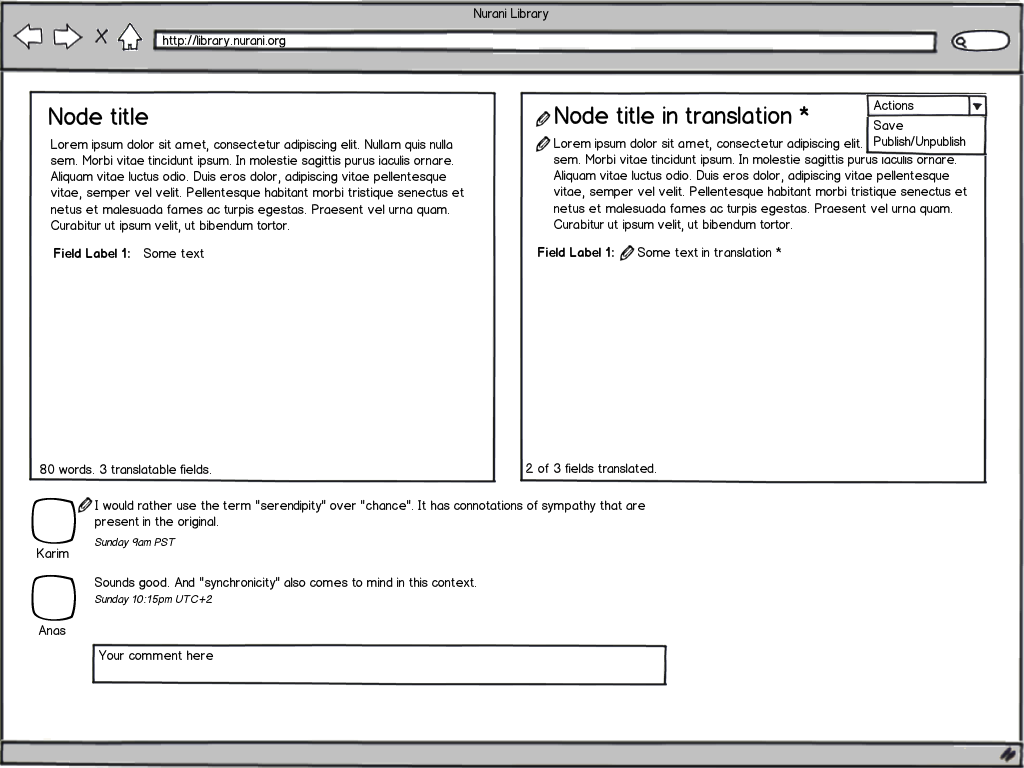 Nurani Library
http://library.nurani.org
Node title
Lorem ipsum dolor sit amet, consectetur adipiscing elit. Nullam quis nulla
sem. Morbi vitae tincidunt ipsum. In molestie sagittis purus iaculis ornare.
Aliquam vitae luctus odio. Duis eros dolor, adipiscing vitae pellentesque
vitae, semper vel velit. Pellentesque habitant morbi tristique senectus et
netus et malesuada fames ac turpis egestas. Praesent vel urna quam.
Curabitur ut ipsum velit, ut bibendum tortor.
Field Label 1: Some text
80 words. 3 translatable fields.
Node title in translation *
Actions
Save
Publish/Unpublish
Lorem ipsum dolor sit amet, consectetur adipiscing elit.
sem. Morbi vitae tincidunt ipsum. In molestie sagittis purus iaculis ornare.
Aliquam vitae luctus odio. Duis eros dolor, adipiscing vitae pellentesque
vitae, semper vel velit. Pellentesque habitant morbi tristique senectus et
netus et malesuada fames ac turpis egestas. Praesent vel urna quam.
Curabitur ut ipsum velit, ut bibendum tortor.
Field Label 1: Some text in translation *
2 of 3 fields translated.
I would rather use the term "serendipity" over "chance". It has connotations of sympathy that are
present in the original.
Sunday 9am PST
Karim
Sounds good. And "synchronicity" also comes to mind in this context.
Sunday 10:15pm UTC+2
Anas
Your comment here